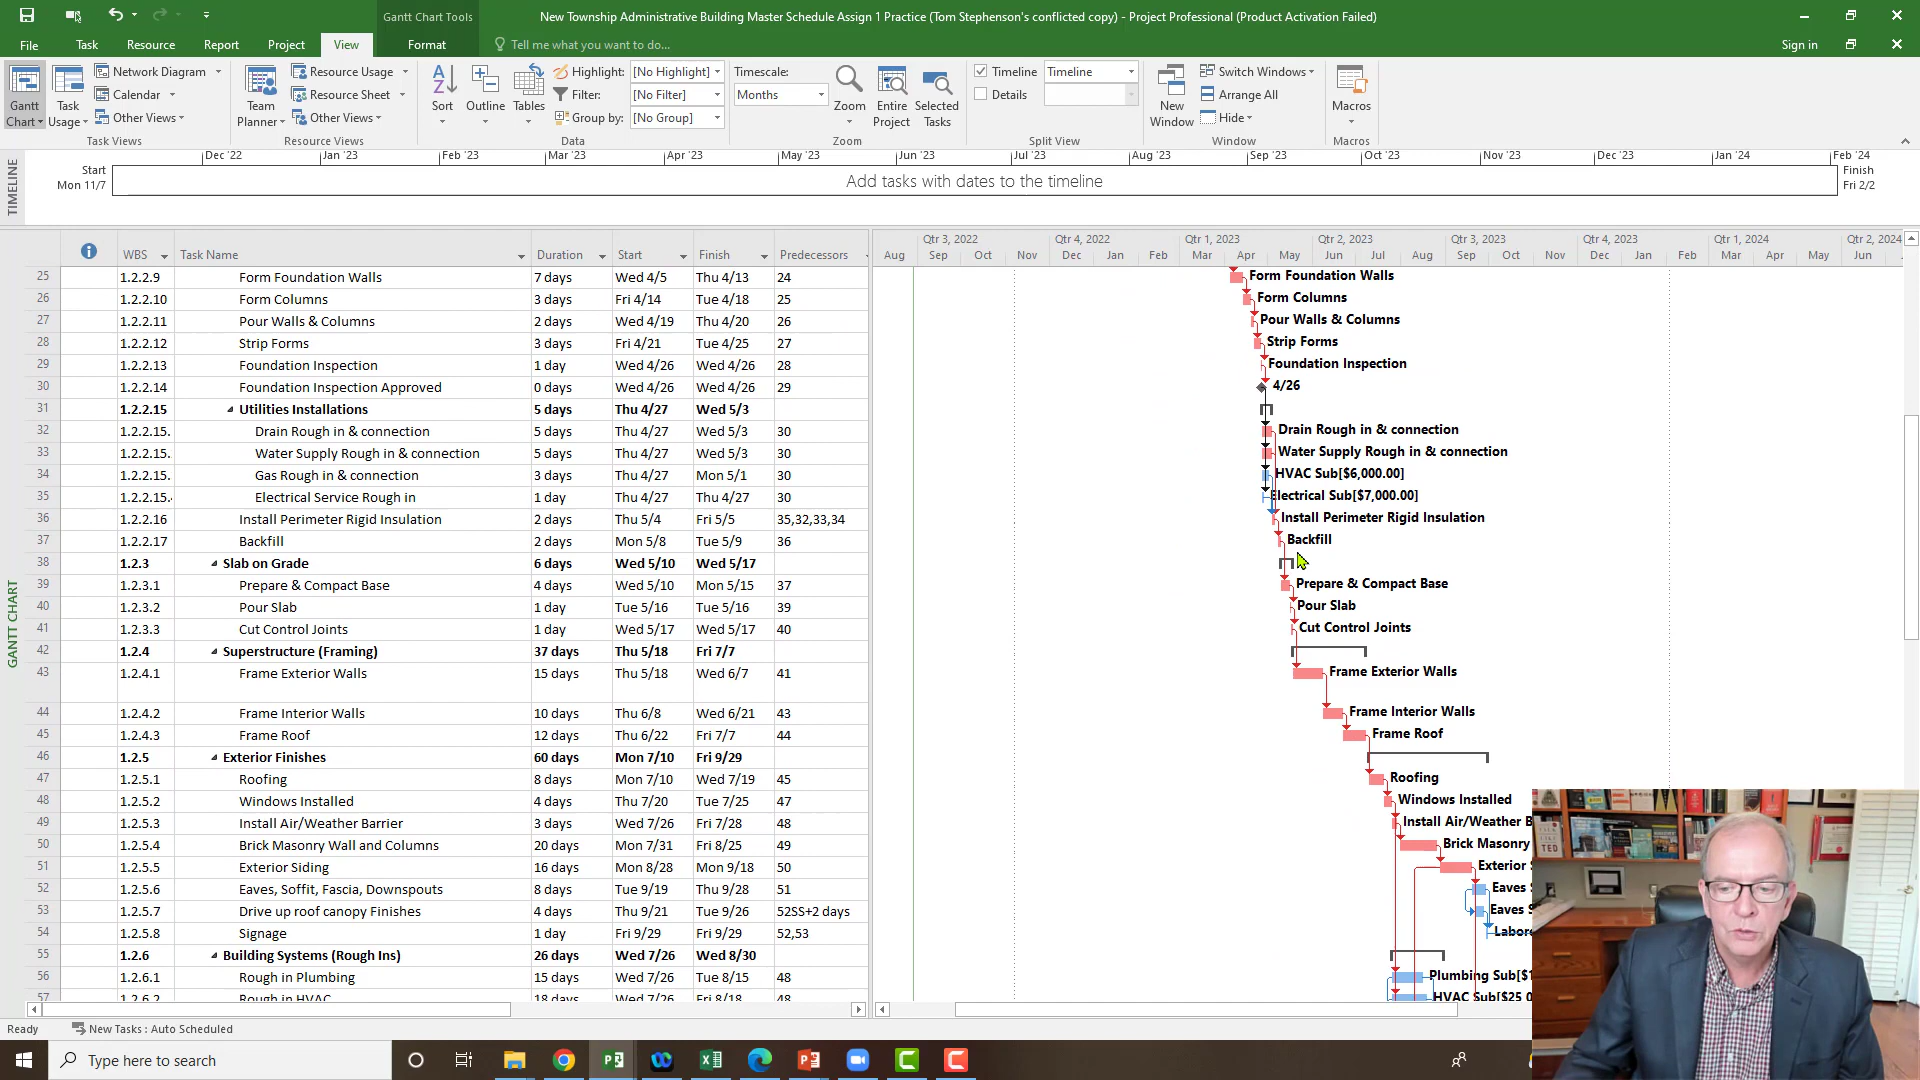 Gantt Chart Tools
New Township Administrative Building Master Schedule Assign 1 Practice (Tom Stephenson's conflicted copy) - Project Professional (Product Activation Failed)
File Task Resource Report Project View Format Tell me what you want to do... Sign in
Gantt Chart Task Usage Network Diagram Calendar Other Views
Task Views
Team Planner Resource Usage Resource Sheet Other Views
Resource Views
Sort Outline Tables Highlight: [No Highlight] Filter: [No Filter] Group by: [No Group]
Data
Timescale: Months Zoom Entire Project Selected Tasks
Zoom
Timeline Timeline Details
Split View
New Window Switch Windows Arrange All Hide
Window
Macros
Macros
TIMELINE
Dec '22 Jan '23 Feb '23 Mar '23 Apr '23 May '23 Jun '23 Jul '23 Aug '23 Sep '23 Oct '23 Nov '23 Dec '23 Jan '24 Feb '24
Start
Mon 11/7
Add tasks with dates to the timeline
Finish
Fri 2/2
GANTT CHART
WBS Task Name Duration Start Finish Predecessors
25 1.2.2.9 Form Foundation Walls 7 days Wed 4/5 Thu 4/13 24
26 1.2.2.10 Form Columns 3 days Fri 4/14 Tue 4/18 25
27 1.2.2.11 Pour Walls & Columns 2 days Wed 4/19 Thu 4/20 26
28 1.2.2.12 Strip Forms 3 days Fri 4/21 Tue 4/25 27
29 1.2.2.13 Foundation Inspection 1 day Wed 4/26 Wed 4/26 28
30 1.2.2.14 Foundation Inspection Approved 0 days Wed 4/26 Wed 4/26 29
31 1.2.2.15 Utilities Installations 5 days Thu 4/27 Wed 5/3
32 1.2.2.15. Drain Rough in & connection 5 days Thu 4/27 Wed 5/3 30
33 1.2.2.15. Water Supply Rough in & connection 5 days Thu 4/27 Wed 5/3 30
34 1.2.2.15. Gas Rough in & connection 3 days Thu 4/27 Mon 5/1 30
35 1.2.2.15. Electrical Service Rough in 1 day Thu 4/27 Thu 4/27 30
36 1.2.2.16 Install Perimeter Rigid Insulation 2 days Thu 5/4 Fri 5/5 35,32,33,34
37 1.2.2.17 Backfill 2 days Mon 5/8 Tue 5/9 36
38 1.2.3 Slab on Grade 6 days Wed 5/10 Wed 5/17
39 1.2.3.1 Prepare & Compact Base 4 days Wed 5/10 Mon 5/15 37
40 1.2.3.2 Pour Slab 1 day Tue 5/16 Tue 5/16 39
41 1.2.3.3 Cut Control Joints 1 day Wed 5/17 Wed 5/17 40
42 1.2.4 Superstructure (Framing) 37 days Thu 5/18 Fri 7/7
43 1.2.4.1 Frame Exterior Walls 15 days Thu 5/18 Wed 6/7 41
44 1.2.4.2 Frame Interior Walls 10 days Thu 6/8 Wed 6/21 43
45 1.2.4.3 Frame Roof 12 days Thu 6/22 Fri 7/7 44
46 1.2.5 Exterior Finishes 60 days Mon 7/10 Fri 9/29
47 1.2.5.1 Roofing 8 days Mon 7/10 Wed 7/19 45
48 1.2.5.2 Windows Installed 4 days Thu 7/20 Tue 7/25 47
49 1.2.5.3 Install Air/Weather Barrier 3 days Wed 7/26 Fri 7/28 48
50 1.2.5.4 Brick Masonry Wall and Columns 20 days Mon 7/31 Fri 8/25 49
51 1.2.5.5 Exterior Siding 16 days Mon 8/28 Mon 9/18 50
52 1.2.5.6 Eaves, Soffit, Fascia, Downspouts 8 days Tue 9/19 Thu 9/28 51
53 1.2.5.7 Drive up roof canopy Finishes 4 days Thu 9/21 Tue 9/26 52SS+2 days
54 1.2.5.8 Signage 1 day Fri 9/29 Fri 9/29 52,53
55 1.2.6 Building Systems (Rough Ins) 26 days Wed 7/26 Wed 8/30
56 1.2.6.1 Rough in Plumbing 15 days Wed 7/26 Tue 8/15 48
57 1.2.6.2 Rough in HVAC 18 days Wed 7/26 Fri 8/18 48
Qtr 3, 2022 Qtr 4, 2022 Qtr 1, 2023 Qtr 2, 2023 Qtr 3, 2023 Qtr 4, 2023 Qtr 1, 2024 Qtr 2, 2024
Aug Sep Oct Nov Dec Jan Feb Mar Apr May Jun Jul Aug Sep Oct Nov Dec Jan Feb Mar Apr May Jun
Form Foundation Walls
Form Columns
Pour Walls & Columns
Strip Forms
Foundation Inspection
4/26
Drain Rough in & connection
Water Supply Rough in & connection
HVAC Sub[$6,000.00]
Electrical Sub[$7,000.00]
Install Perimeter Rigid Insulation
Backfill
Prepare & Compact Base
Pour Slab
Cut Control Joints
Frame Exterior Walls
Frame Interior Walls
Frame Roof
Roofing
Windows Installed
Install Air/Weather B
Brick Masonry
Exterior
Eaves
Eaves
Labore
Plumbing Sub[$1
HVAC Sub[$25 0
Ready New Tasks : Auto Scheduled
Type here to search